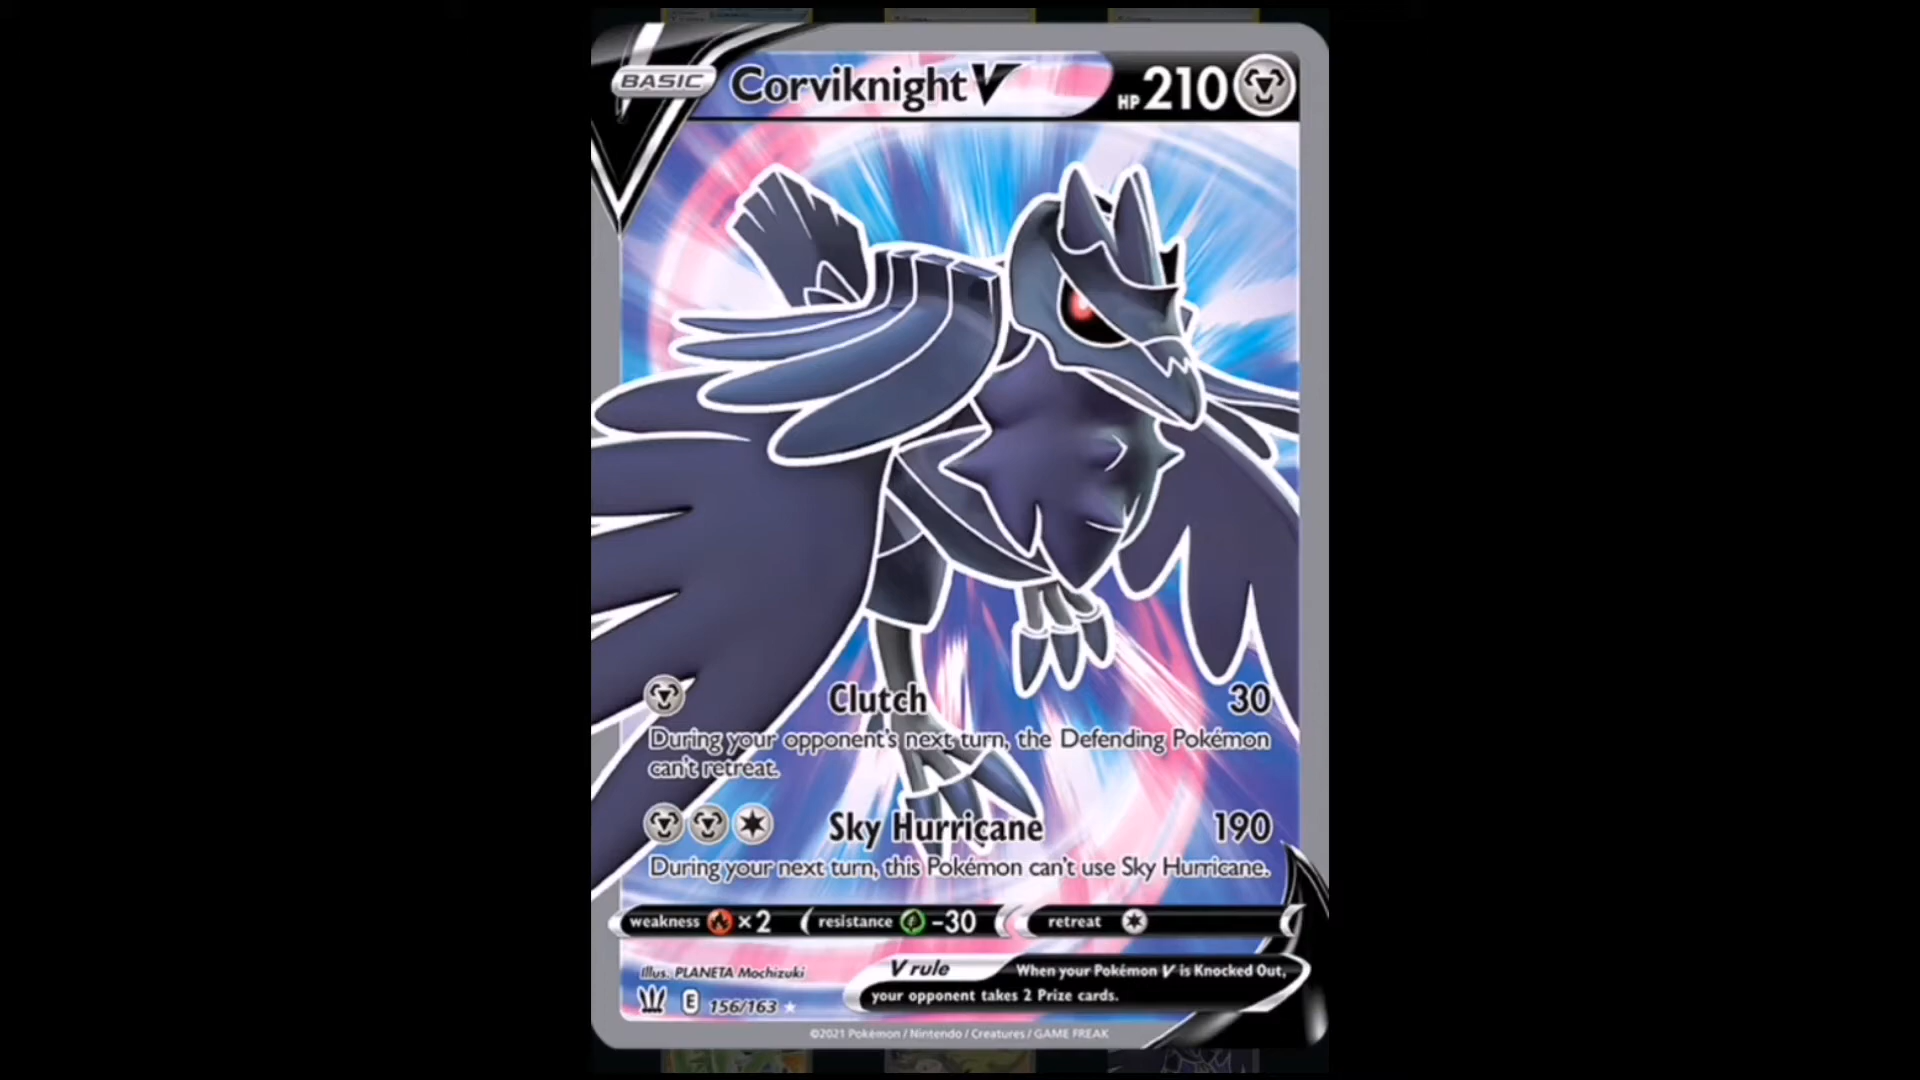 BASIC Corviknight V HP 210
Clutch 30
During your opponent's next turn, the Defending Pokémon
can't retreat.
Sky Hurricane 190
During your next turn, this Pokémon can't use Sky Hurricane.
weakness ×2 resistance -30 retreat
Illus. PLANETA Mochizuki
V rule When your Pokémon V is Knocked Out,
your opponent takes 2 Prize cards.
E 156/163
©2021 Pokémon / Nintendo / Creatures / GAME FREAK